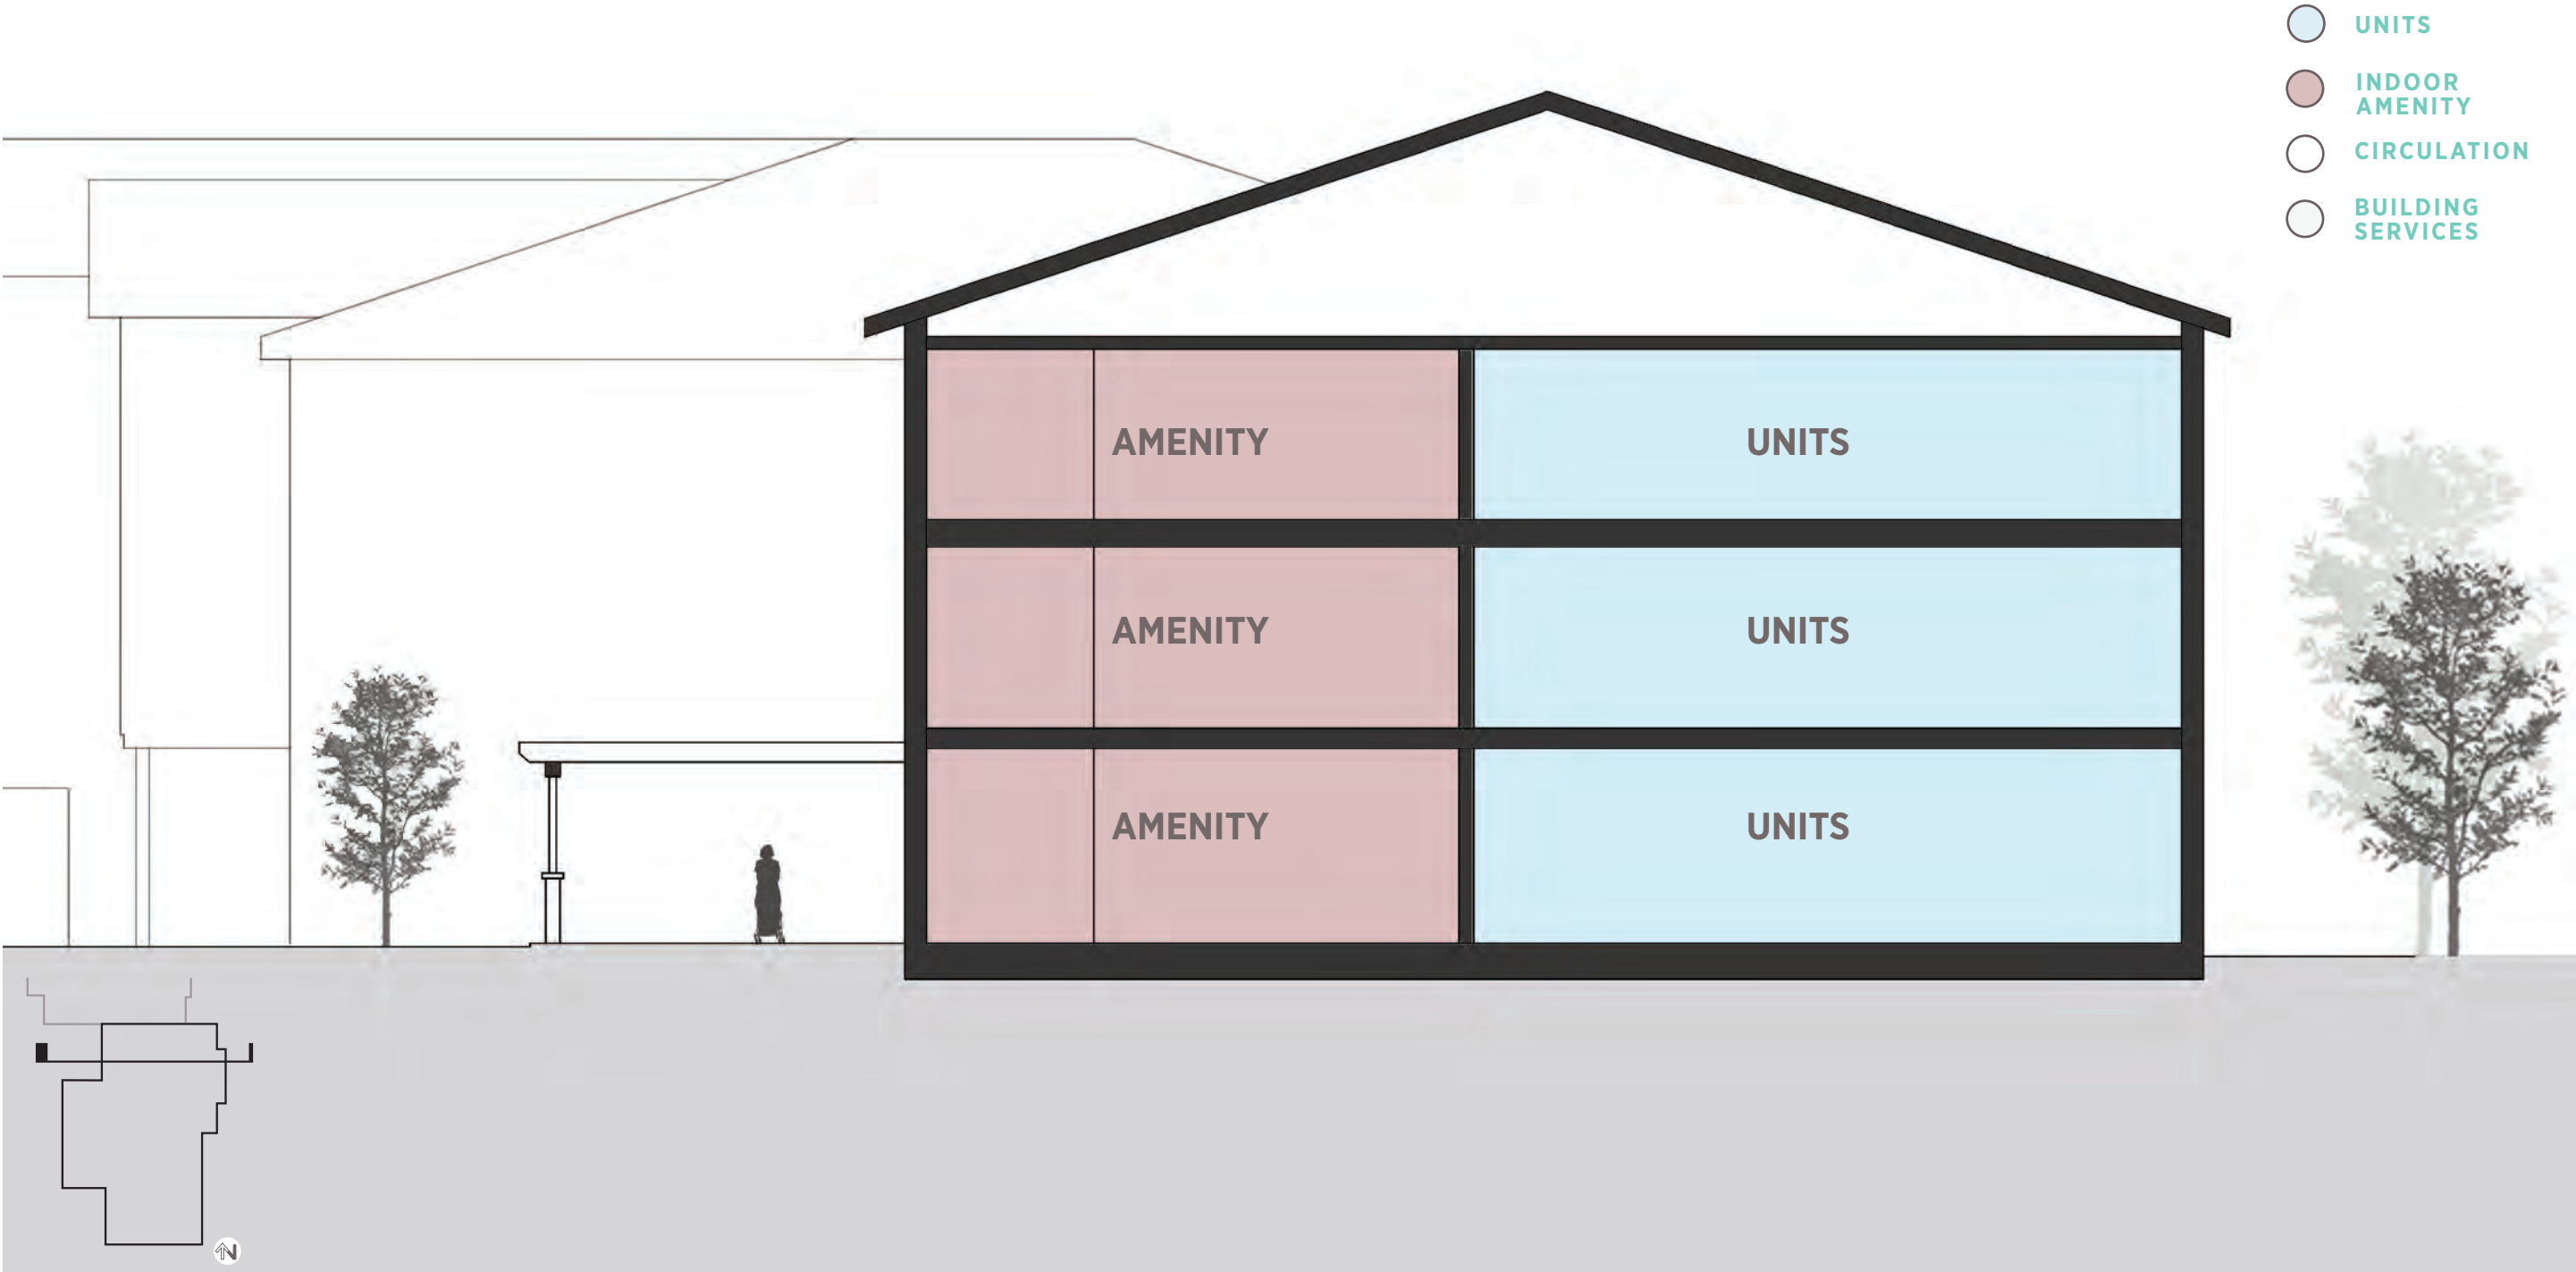 UNITS
INDOOR
AMENITY
CIRCULATION
BUILDING
SERVICES
AMENITY UNITS
AMENITY UNITS
AMENITY UNITS
N